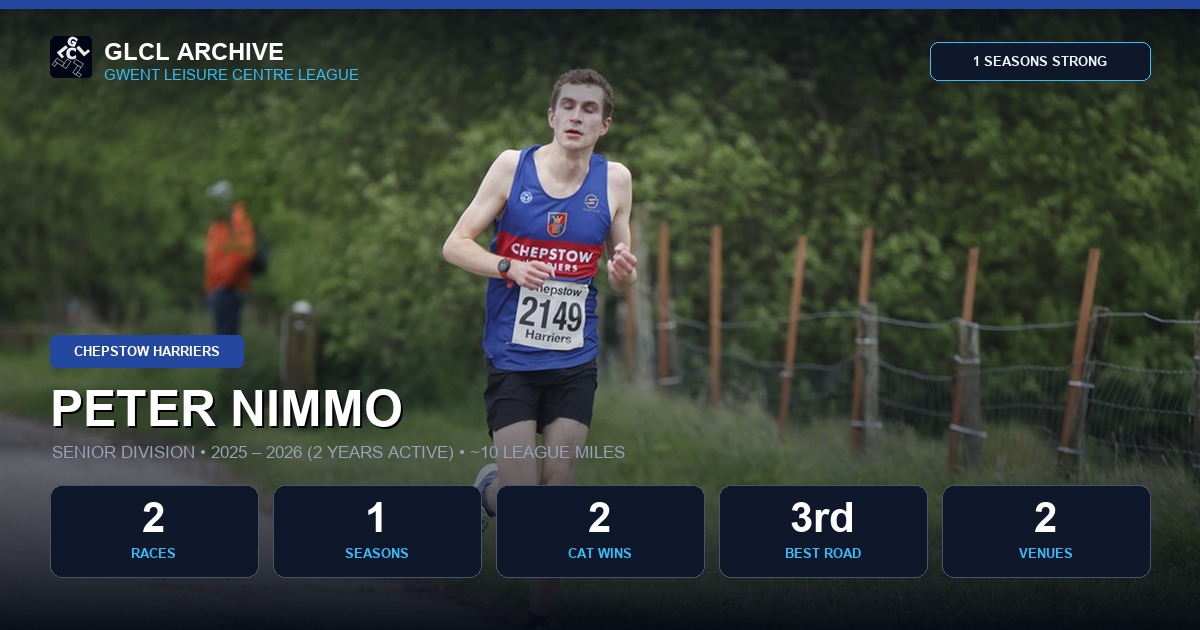 GLCL ARCHIVE
GWENT LEISURE CENTRE LEAGUE
1 SEASONS STRONG
CHEPSTOW
HARRIERS
Chepstow
2149
Harriers
CHEPSTOW HARRIERS
PETER NIMMO
SENIOR DIVISION • 2025 – 2026 (2 YEARS ACTIVE) • ~10 LEAGUE MILES
2
RACES
1
SEASONS
2
CAT WINS
3rd
BEST ROAD
2
VENUES